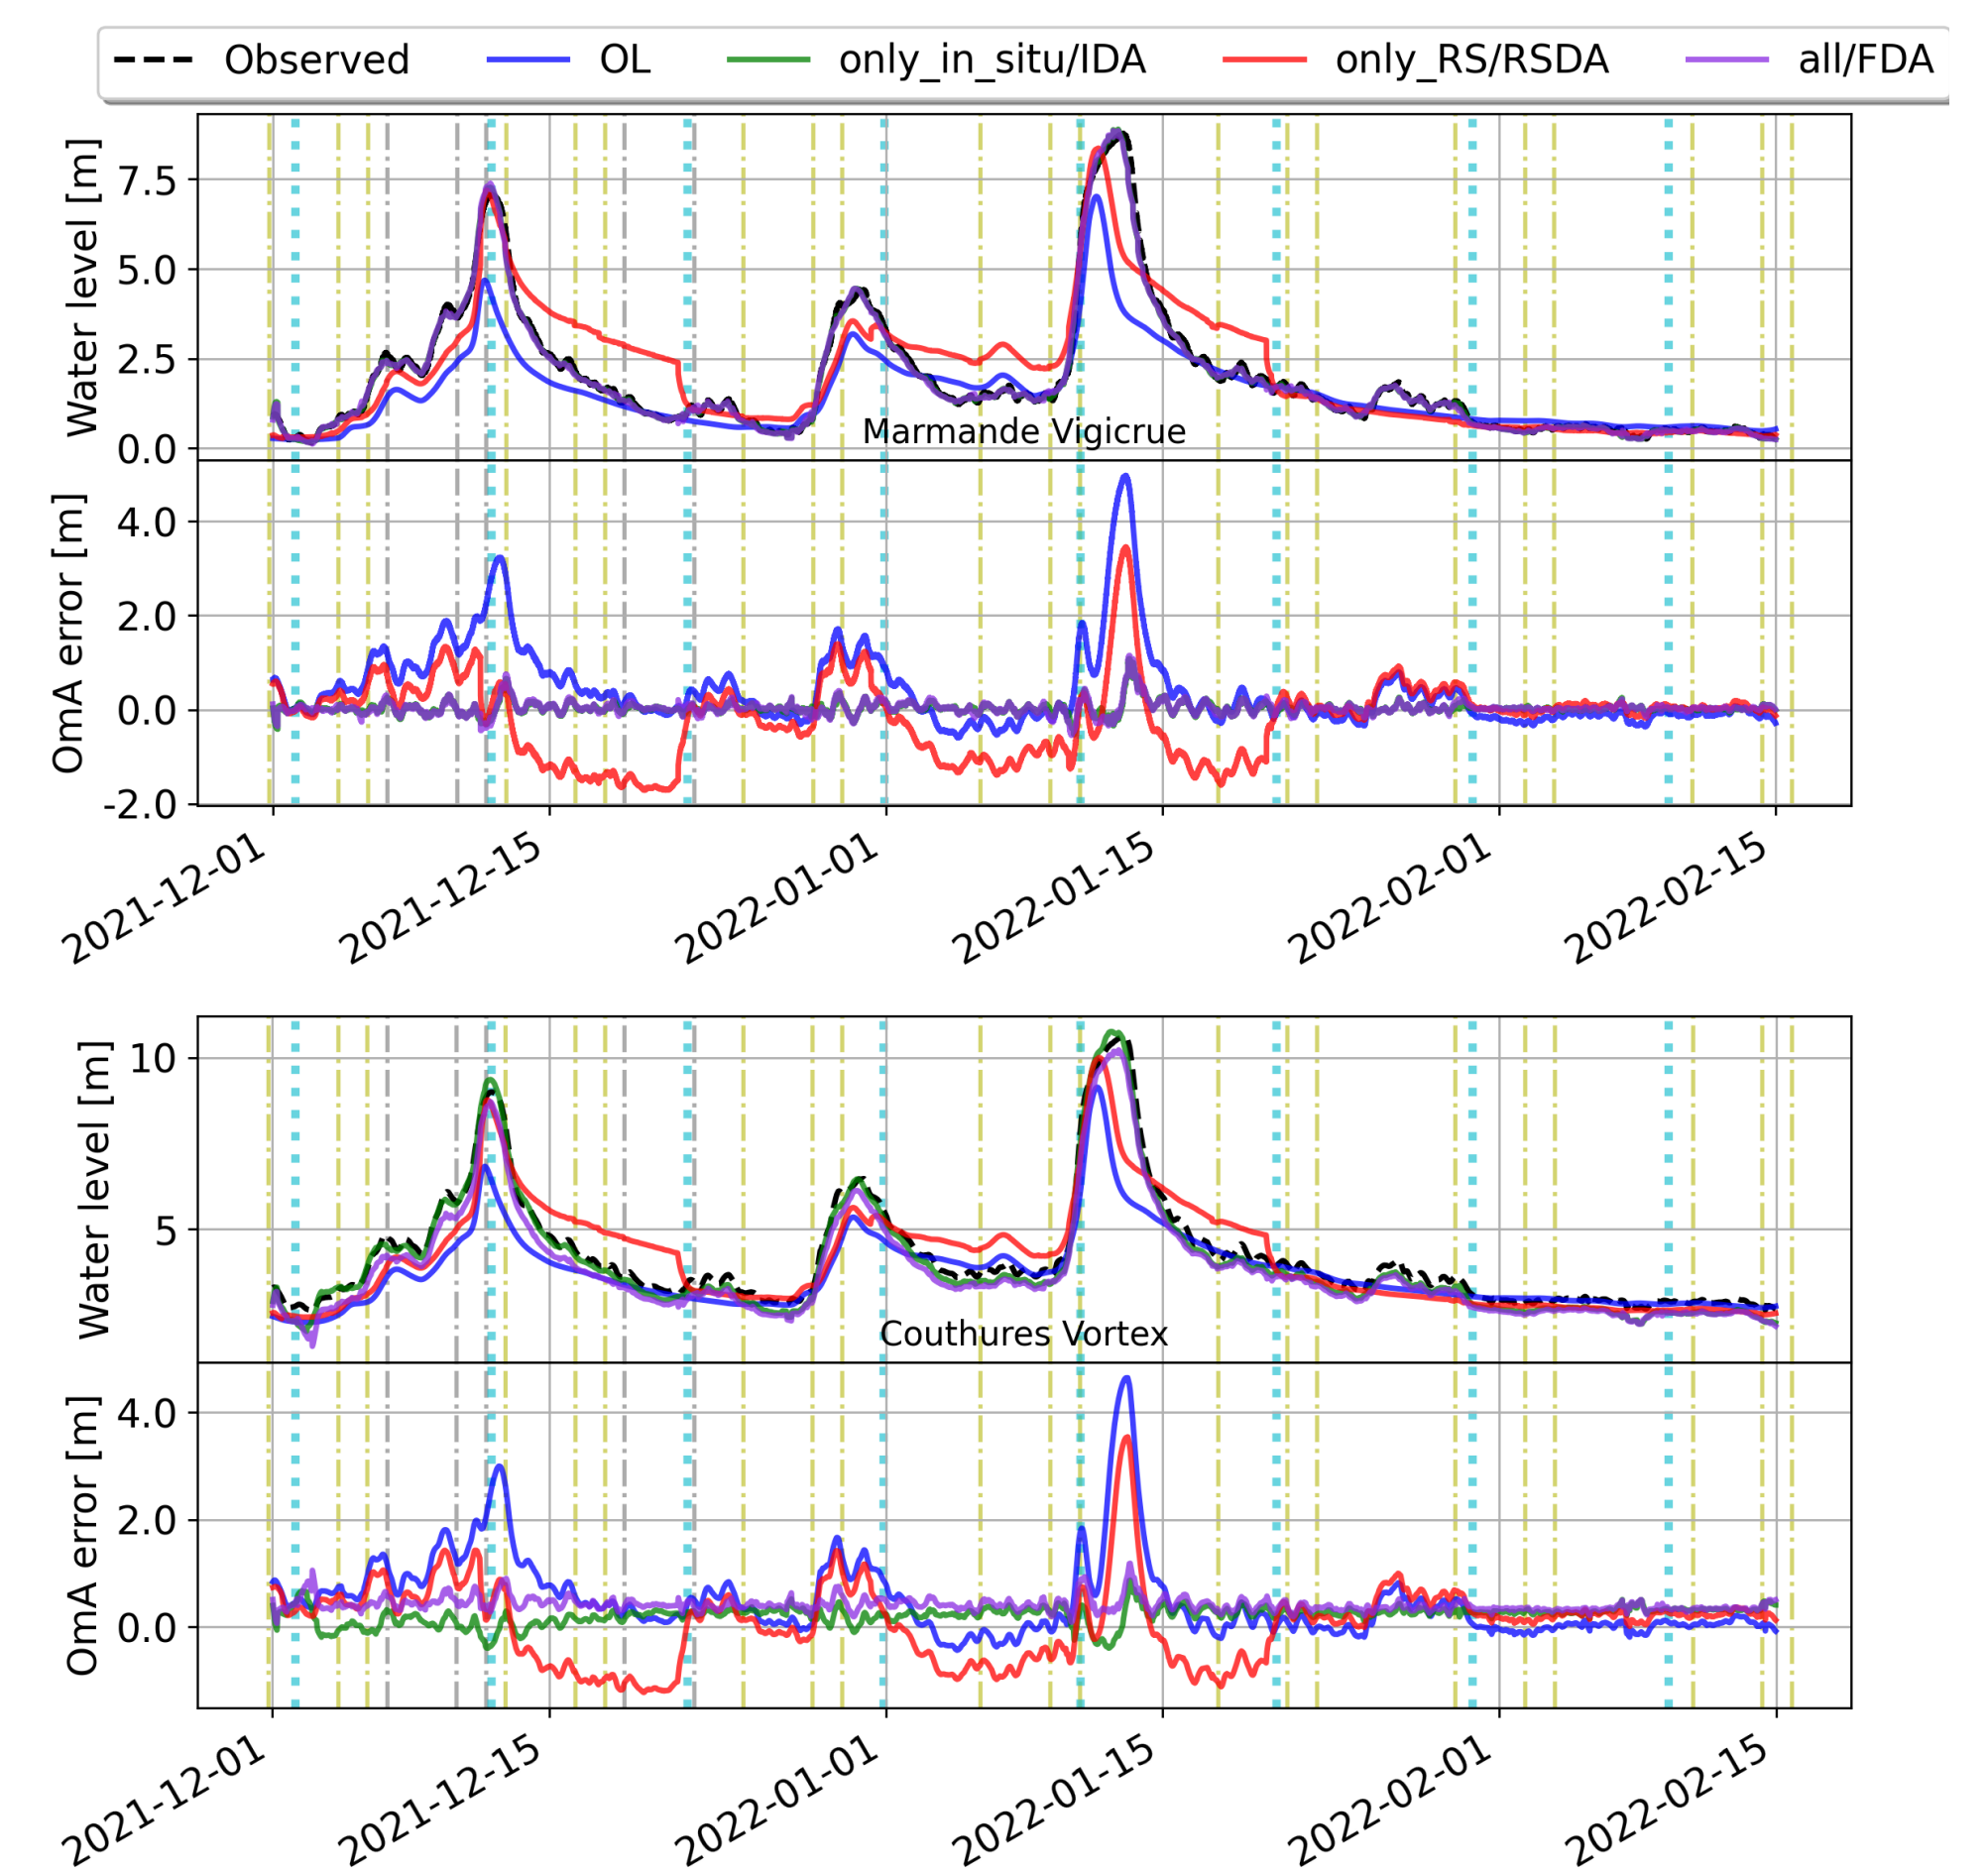 Observed OL only_in_situ/IDA only_RS/RSDA all/FDA
Water level [m]
7.5
5.0
2.5
0.0
Marmande Vigicrue
OmA error [m]
4.0
2.0
0.0
-2.0
2021-12-01 2021-12-15 2022-01-01 2022-01-15 2022-02-01 2022-02-15
Water level [m]
10
5
Couthures Vortex
OmA error [m]
4.0
2.0
0.0
2021-12-01 2021-12-15 2022-01-01 2022-01-15 2022-02-01 2022-02-15